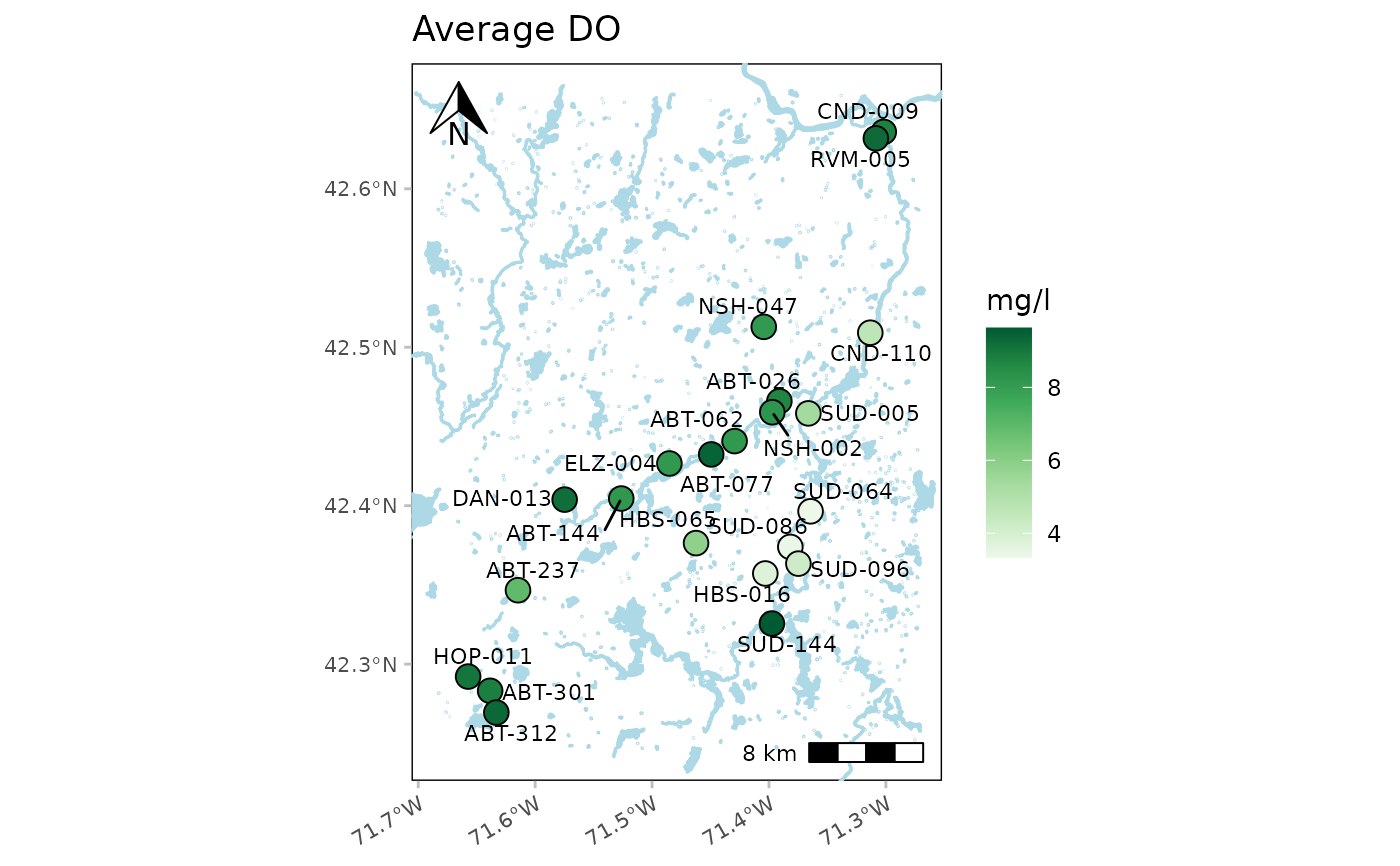 Average DO
N
CND-009
RVM-005
42.6°N
NSH-047
mg/l
42.5°N
CND-110
ABT-026
8
ABT-062
SUD-005
NSH-002
ELZ-004
6
ABT-077
SUD-064
DAN-013
42.4°N
HBS-065
SUD-086
ABT-144
4
ABT-237
SUD-096
HBS-016
SUD-144
HOP-011
42.3°N
ABT-301
ABT-312
8 km
71.7°W
71.6°W
71.5°W
71.4°W
71.3°W